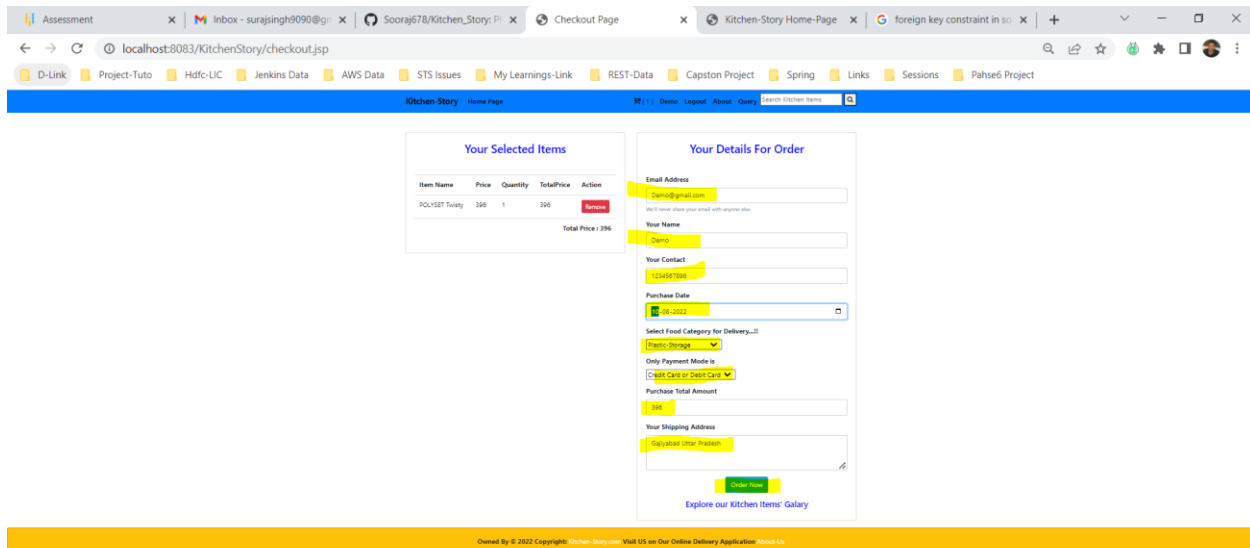 Assessment
Inbox - surajsingh9090@gm
Sooraj678/Kitchen_Story: Pl
Checkout Page
Kitchen-Story Home-Page
foreign key constraint in so
localhost:8083/KitchenStory/checkout.jsp
D-Link Project-Tuto Hdfc-LIC Jenkins Data AWS Data STS Issues My Learnings-Link REST-Data Capston Project Spring Links Sessions Pahse6 Project
Kitchen-Story Home Page ( 1 ) Demo Logout About Query Search Kitchen Items
Your Selected Items
Item Name Price Quantity TotalPrice Action
POLYSET Twisty 396 1 396 Remove
Total Price : 396
Your Details For Order
Email Address
Demo@gmail.com
We'll never share your email with anyone else.
Your Name
Demo
Your Contact
Purchase Date
-08-2022
Select Food Category for Delivery...!!
Plastic-Storage
Only Payment Mode is
Credit Card or Debit Card
Purchase Total Amount
396
Your Shipping Address
Gajiyabad Uttar Pradesh
Order Now
Explore our Kitchen Items' Galary
Owned By © 2022 Copyright: Kitchen-Story.com Visit US on Our Online Delivery Application About-Us